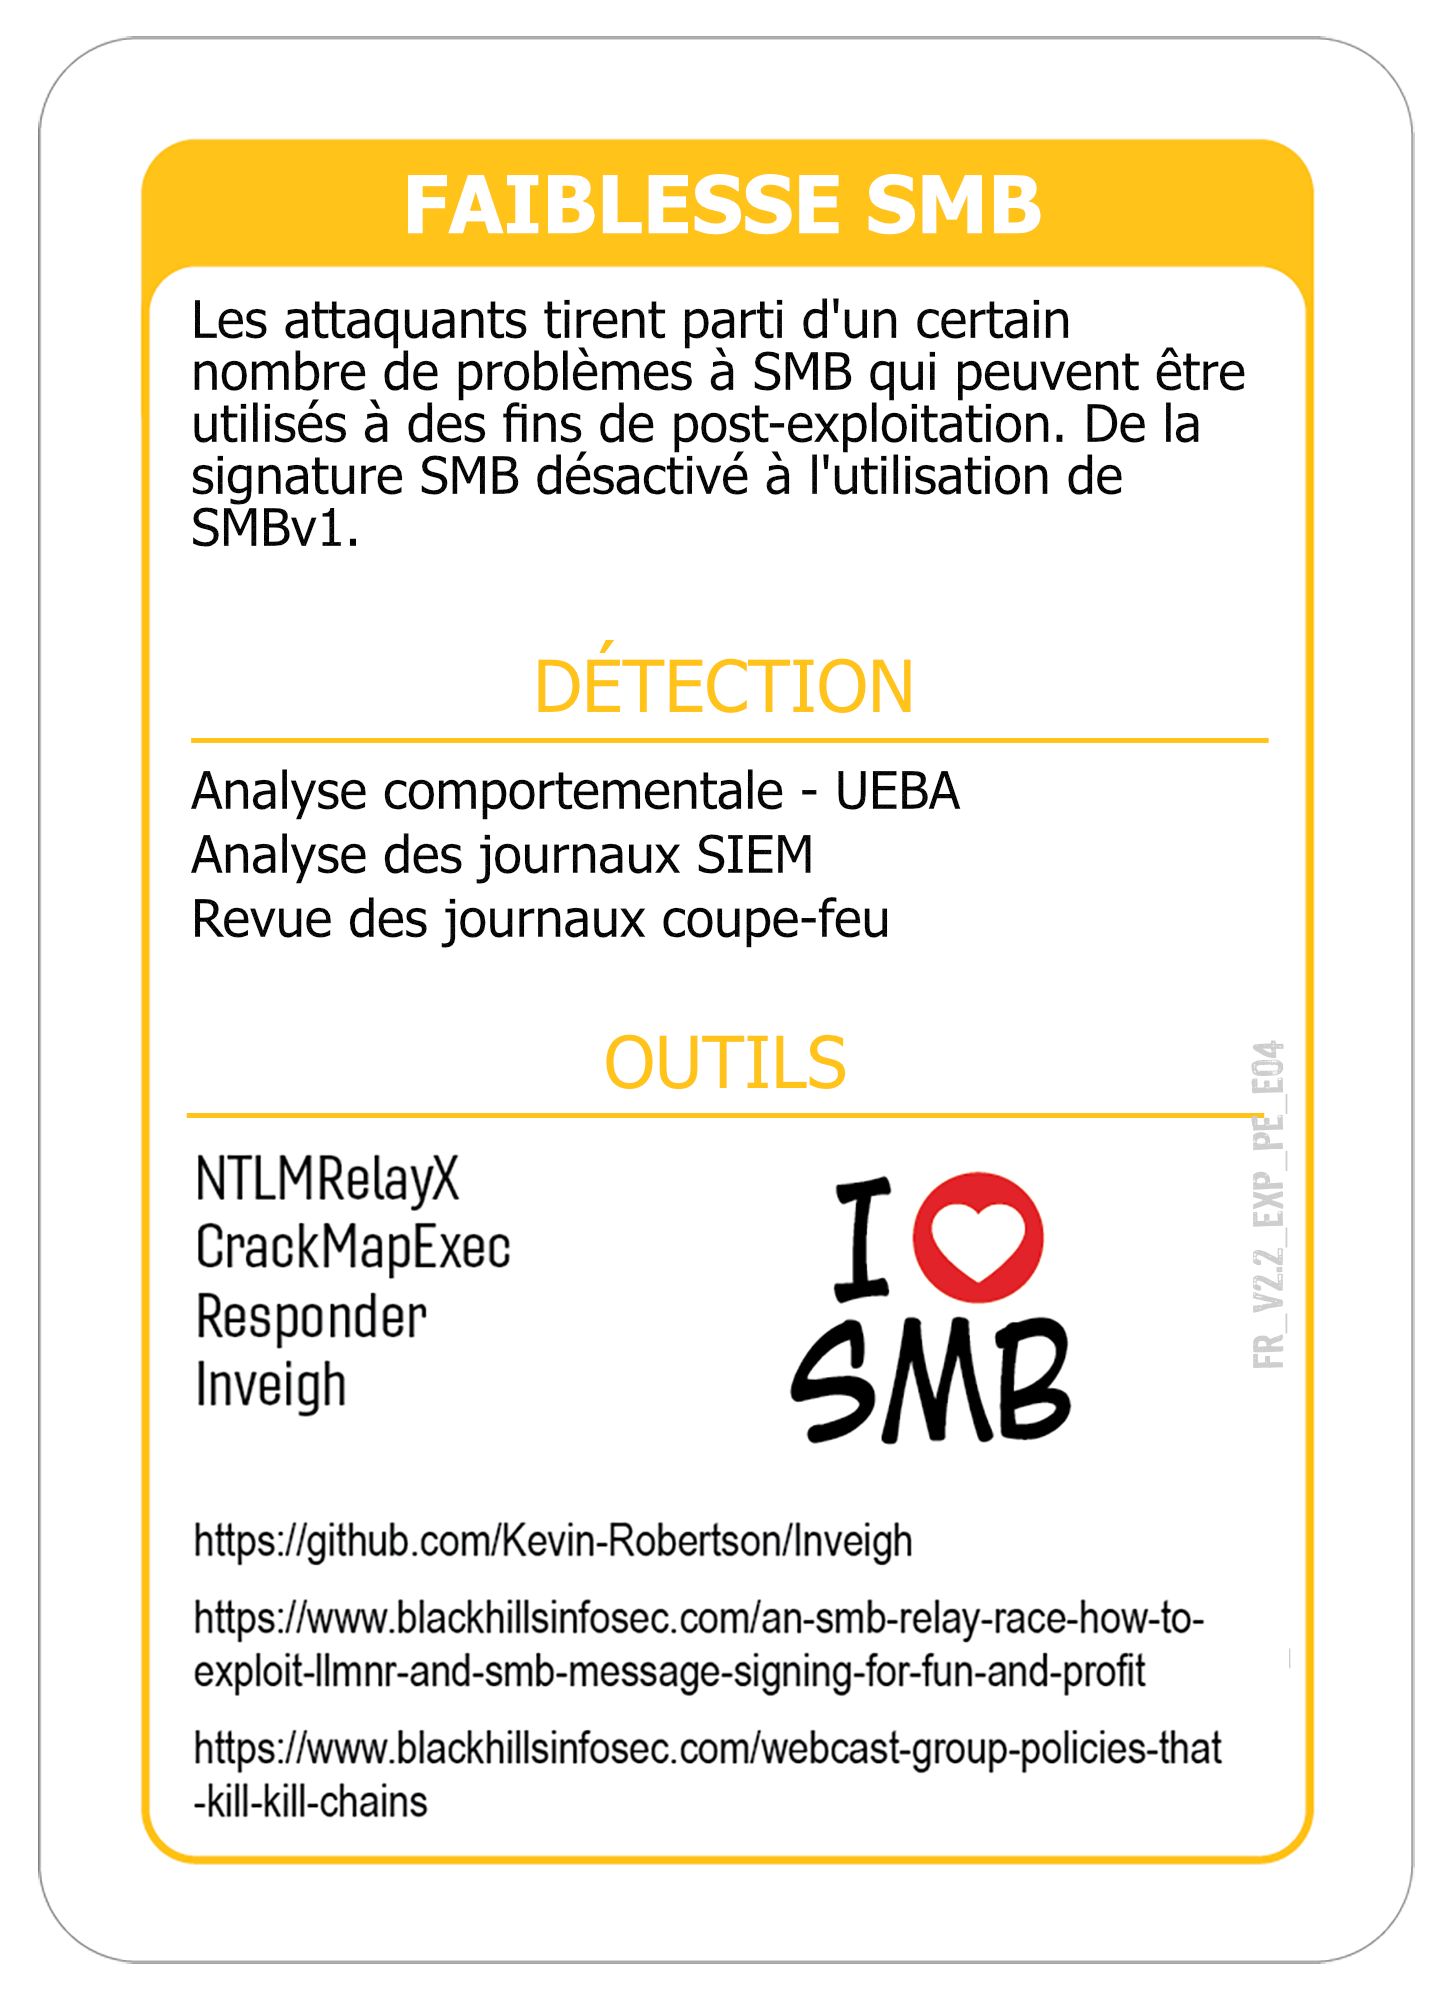 FAIBLESSE SMB
Les attaquants tirent parti d'un certain
nombre de problèmes à SMB qui peuvent être
utilisés à des fins de post-exploitation. De la
signature SMB désactivé à l'utilisation de
SMBv1.
DÉTECTION
Analyse comportementale - UEBA
Analyse des journaux SIEM
Revue des journaux coupe-feu
OUTILS
NTLMRelayX
CrackMapExec
Responder
Inveigh
I
SMB
FR_V2.2_EXP_PE_E04
https://github.com/Kevin-Robertson/Inveigh
https://www.blackhillsinfosec.com/an-smb-relay-race-how-to-
exploit-llmnr-and-smb-message-signing-for-fun-and-profit
https://www.blackhillsinfosec.com/webcast-group-policies-that
-kill-kill-chains